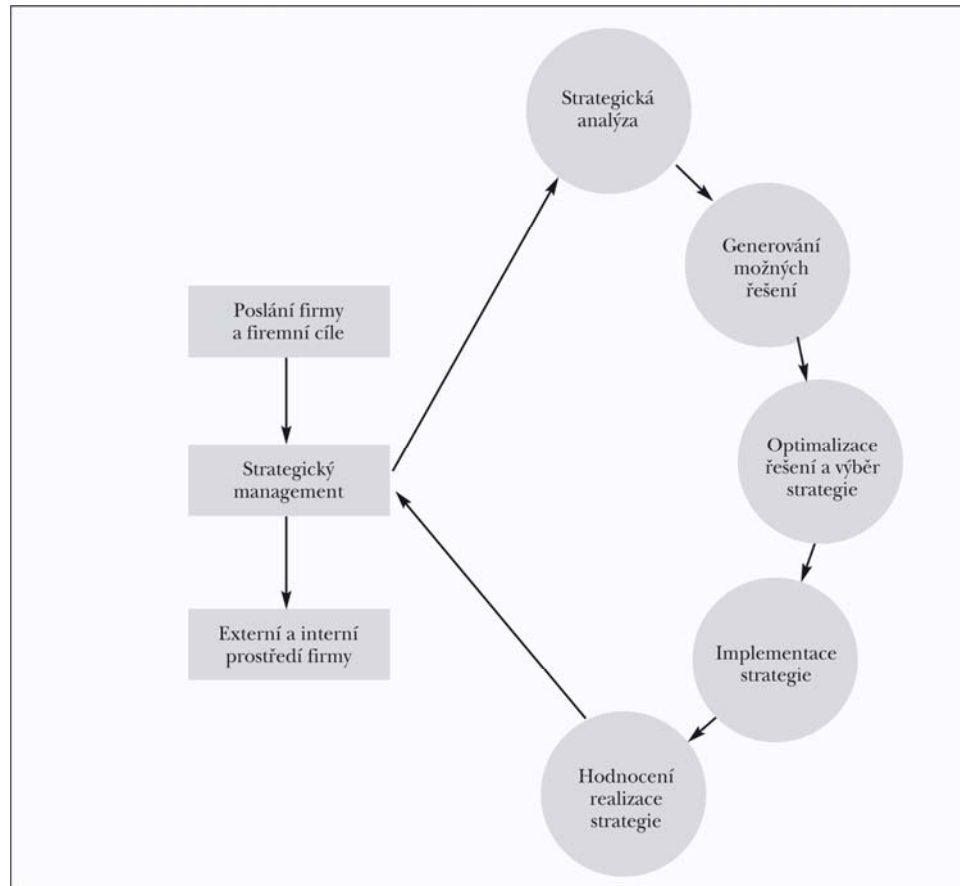 Strategická
analýza
Generování
možných
řešení
Poslání firmy
a firemní cíle
Strategický
management
Optimalizace
řešení a výběr
strategie
Externí a interní
prostředí firmy
Implementace
strategie
Hodnocení
realizace
strategie